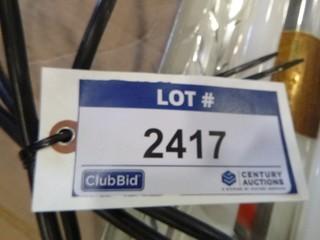 LOT #
2417
ClubBid
CENTURY
AUCTIONS